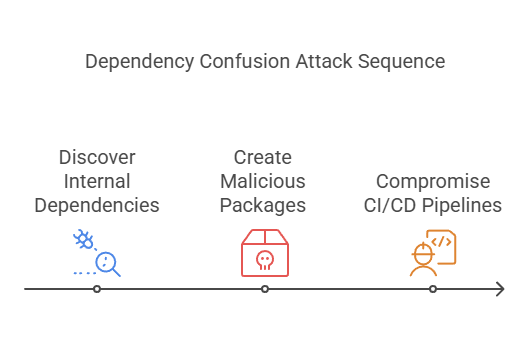 Dependency Confusion Attack Sequence
Discover
Internal
Dependencies
Create
Malicious
Packages
Compromise
CI/CD Pipelines